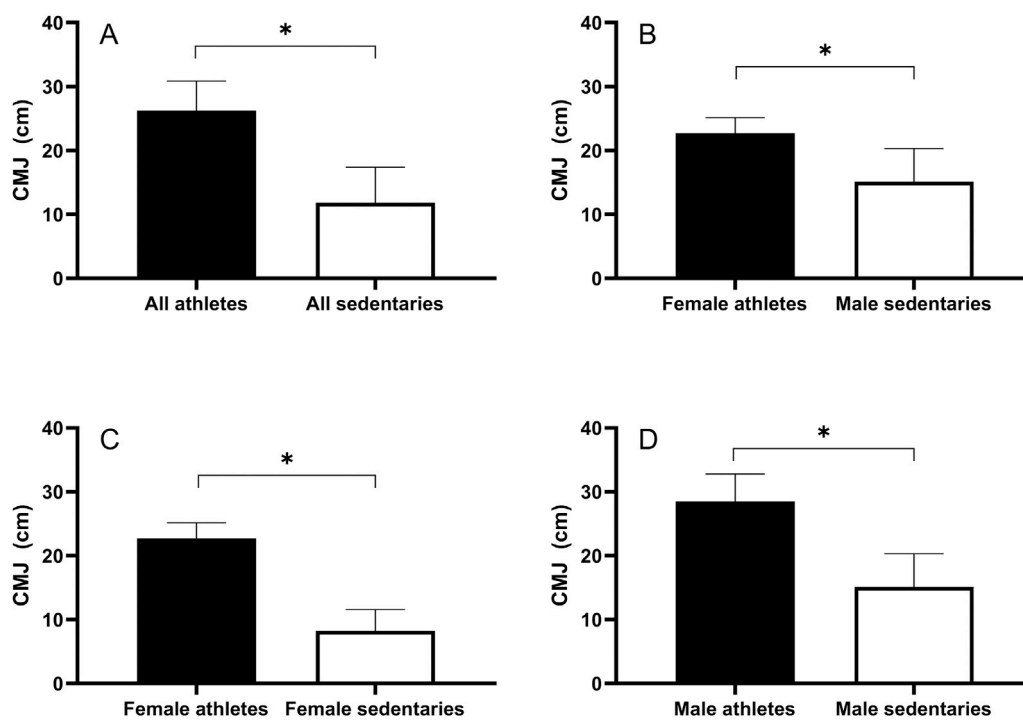 A
*
CMJ (cm)
40
30
20
10
0
All athletes
All sedentaries
B
*
CMJ (cm)
40
30
20
10
0
Female athletes
Male sedentaries
C
*
CMJ (cm)
40
30
20
10
0
Female athletes
Female sedentaries
D
*
CMJ (cm)
40
30
20
10
0
Male athletes
Male sedentaries